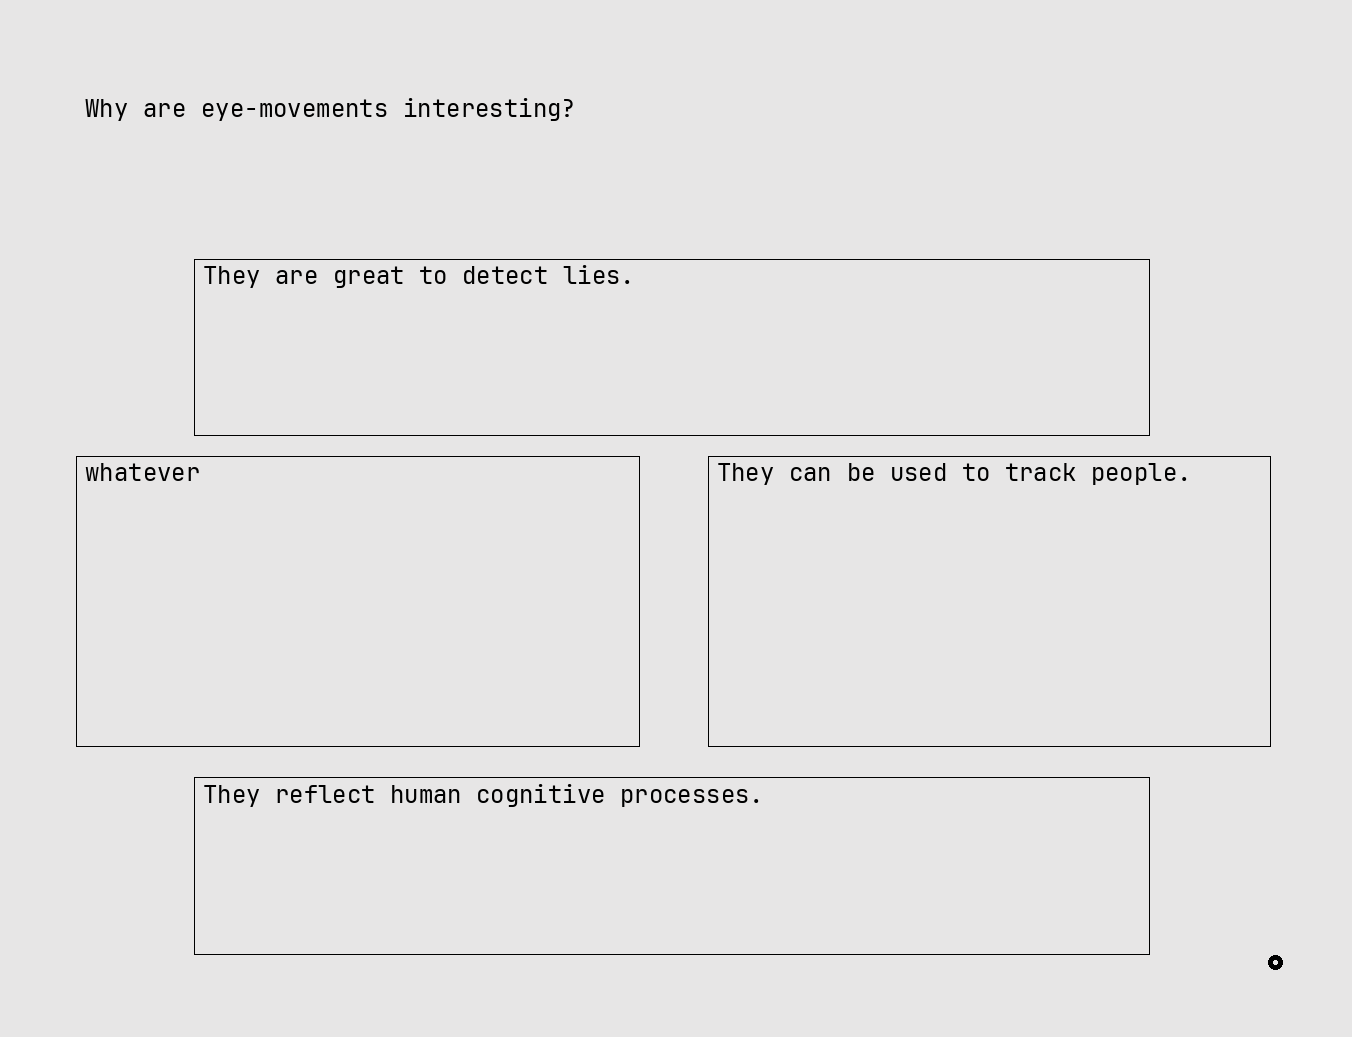 Why are eye-movements interesting?
They are great to detect lies.
whatever
They can be used to track people.
They reflect human cognitive processes.